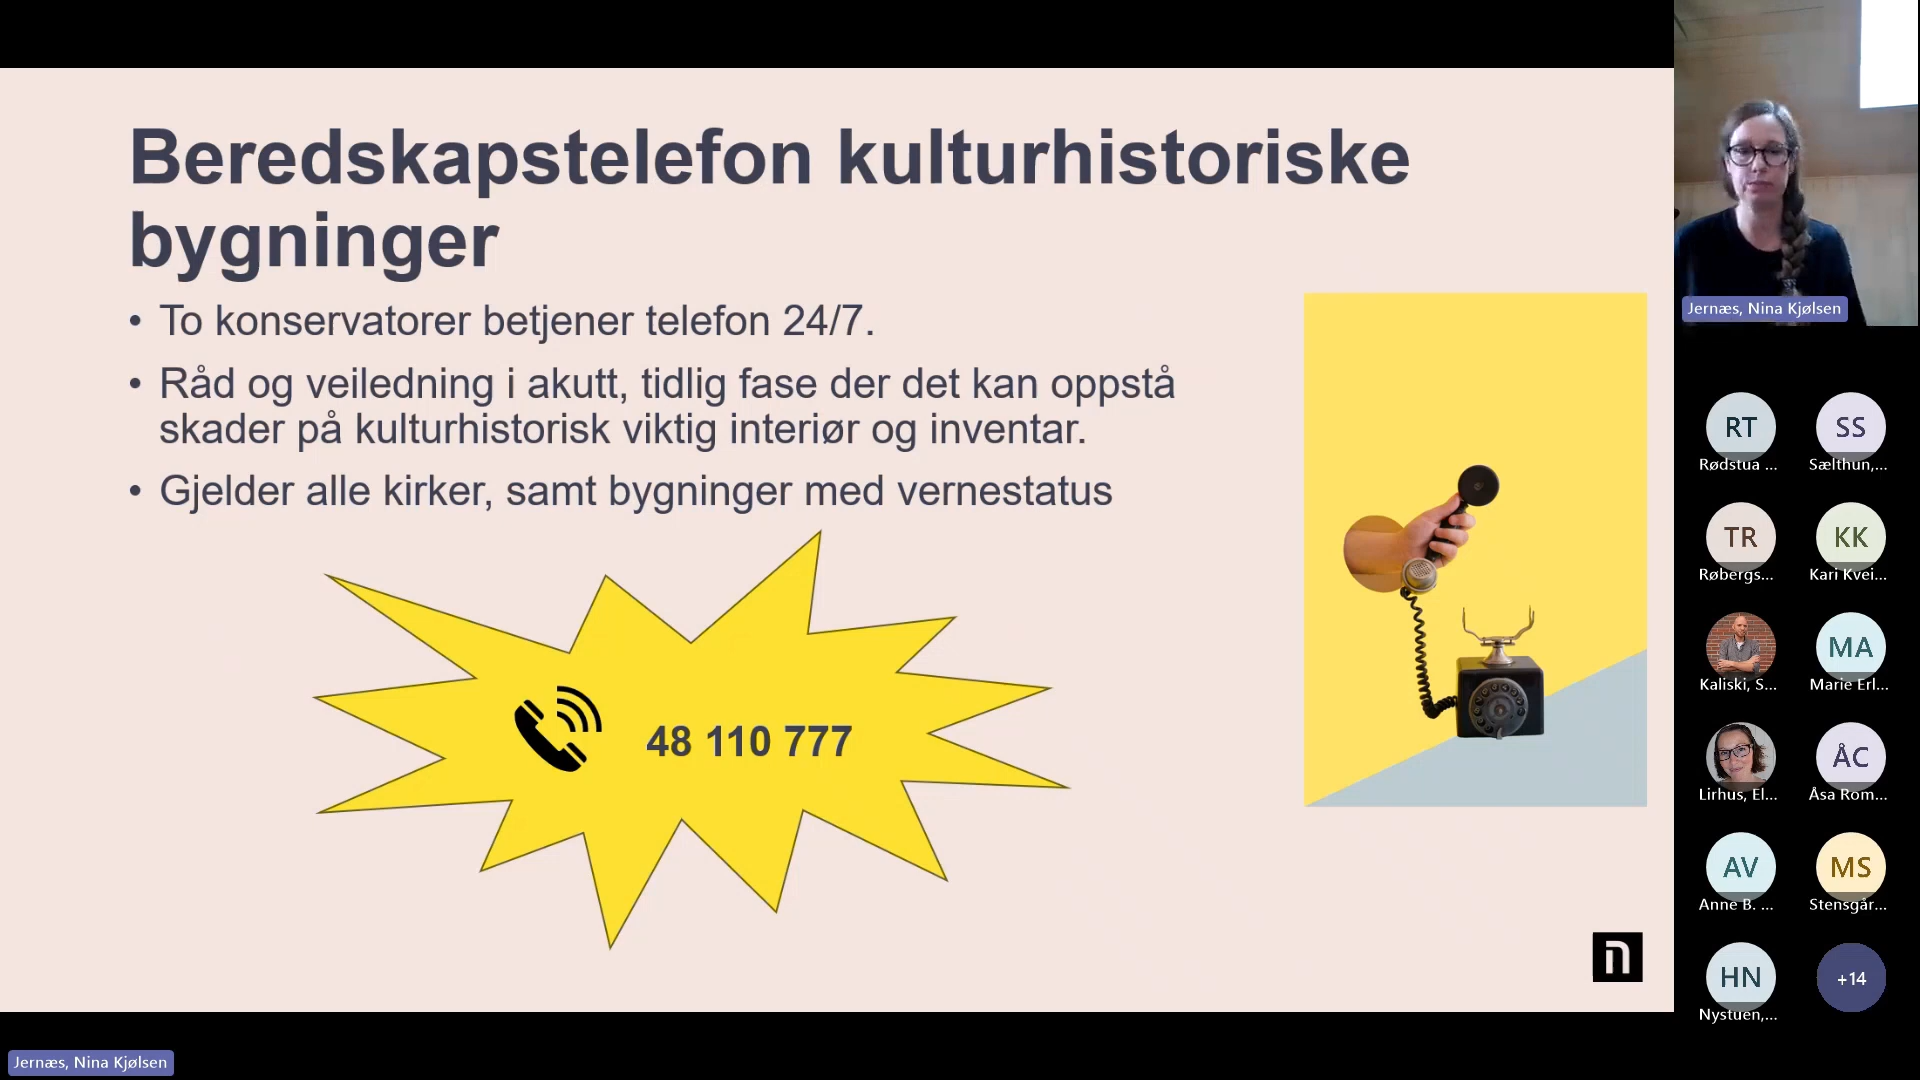 Beredskapstelefon kulturhistoriske
bygninger
• To konservatorer betjener telefon 24/7.
• Råd og veiledning i akutt, tidlig fase der det kan oppstå
skader på kulturhistorisk viktig interiør og inventar.
• Gjelder alle kirker, samt bygninger med vernestatus
48 110 777
n
Jernæs, Nina Kjølsen
RT
SS
Rødstua ...
Sælthun,...
TR
KK
Røbergs...
Kari Kvei...
MA
Kaliski, S...
Marie Erl...
ÅC
Lirhus, El...
Åsa Rom...
AV
MS
Anne B. ...
Stensgår...
HN
+14
Nystuen,...
Jernæs, Nina Kjølsen